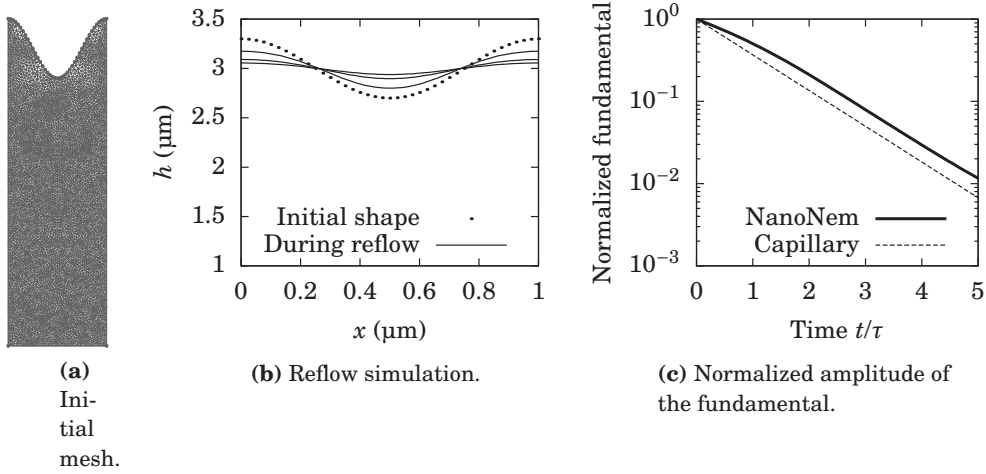 3.5
3
2.5
2
1.5
1
h (µm)
Initial shape
During reflow
0 0.2 0.4 0.6 0.8 1
x (µm)
Normalized fundamental
10^0
10^-1
10^-2
10^-3
NanoNem
Capillary
0 1 2 3 4 5
Time t/τ
(a)
Ini-
tial
mesh.
(b) Reflow simulation.
(c) Normalized amplitude of
the fundamental.